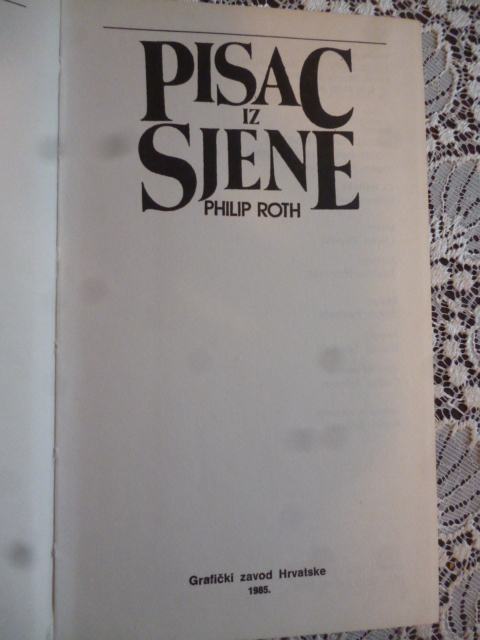 PISAC
IZ
SJENE
PHILIP ROTH
Grafički zavod Hrvatske
1985.